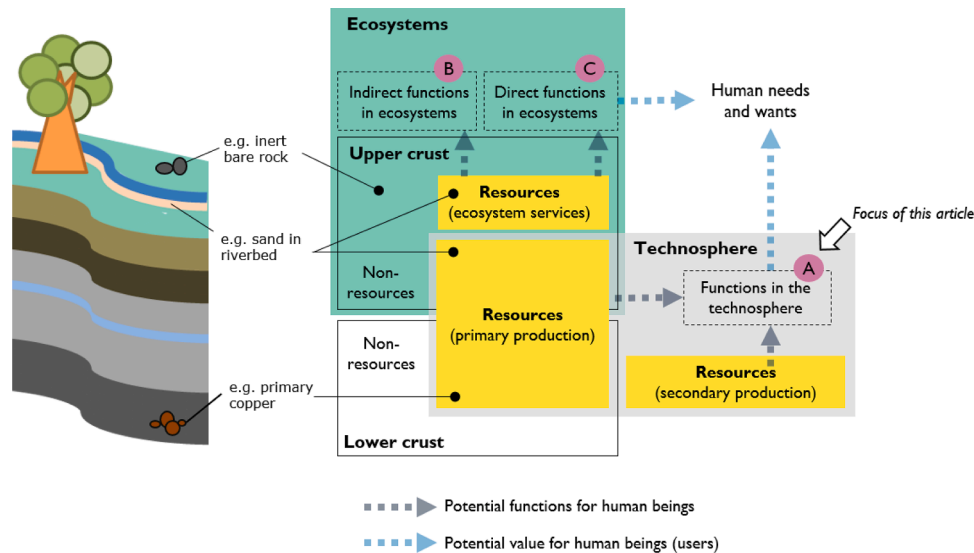 Ecosystems
B
C
Indirect functions
in ecosystems
Direct functions
in ecosystems
Human needs
and wants
e.g. inert
bare rock
Upper crust
Resources
(ecosystem services)
Focus of this article
e.g. sand in
riverbed
Technosphere
A
Non-
resources
Functions in the
technosphere
Resources
(primary production)
Non-
resources
Resources
(secondary production)
e.g. primary
copper
Lower crust
Potential functions for human beings
Potential value for human beings (users)